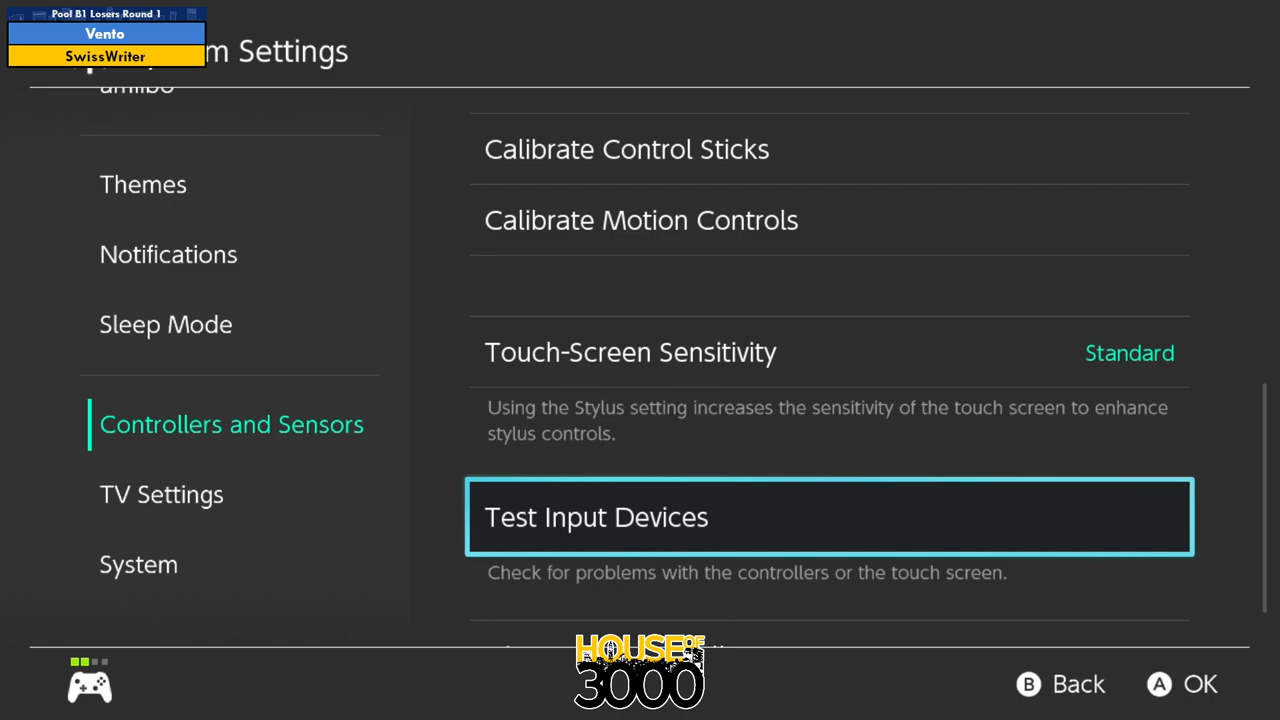 Pool B1 Losers Round 1
Vento
SwissWriter
m Settings
amiibo
Themes
Notifications
Sleep Mode
Controllers and Sensors
TV Settings
System
Calibrate Control Sticks
Calibrate Motion Controls
Touch-Screen Sensitivity Standard
Using the Stylus setting increases the sensitivity of the touch screen to enhance
stylus controls.
Test Input Devices
Check for problems with the controllers or the touch screen.
HOUSE OF
3000
B Back A OK